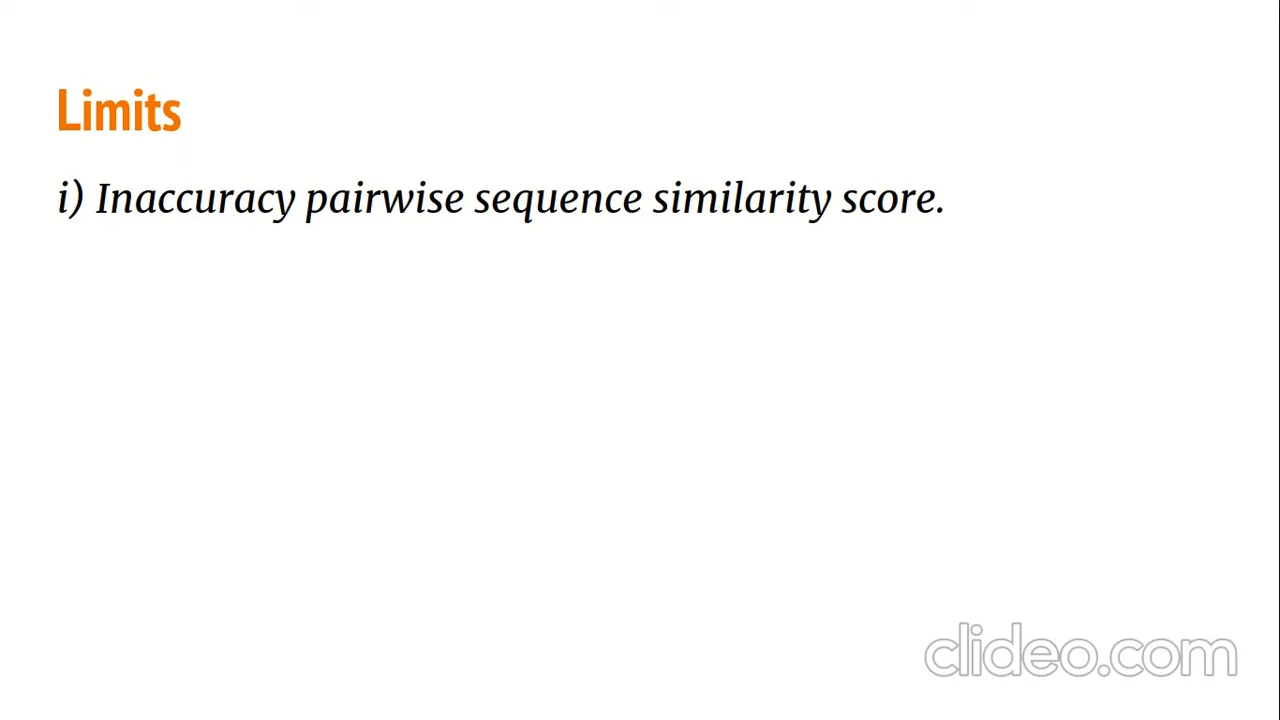 Limits
i) Inaccuracy pairwise sequence similarity score.
clideo.com